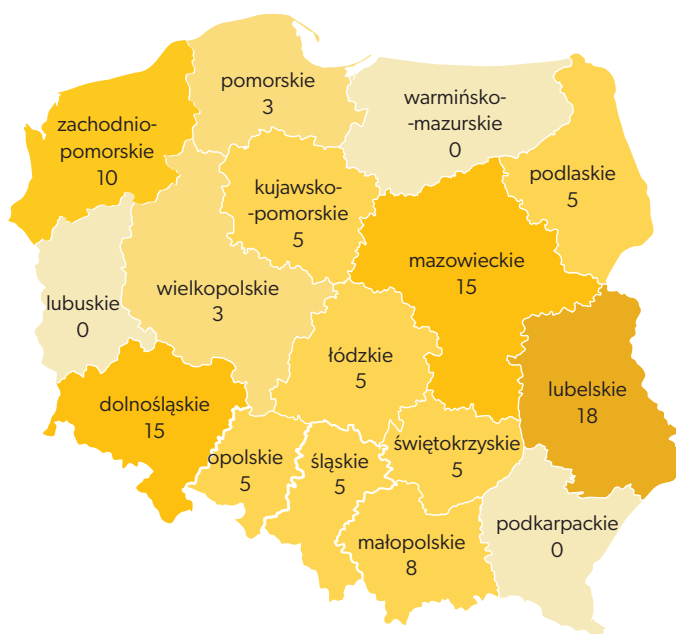 pomorskie
3
warmińsko-
-mazurskie
0
zachodnio-
pomorskie
10
podlaskie
5
kujawsko-
-pomorskie
5
mazowieckie
15
wielkopolskie
3
lubuskie
0
łódzkie
5
lubelskie
18
dolnośląskie
15
opolskie
5
śląskie
5
świętokrzyskie
5
podkarpackie
0
małopolskie
8